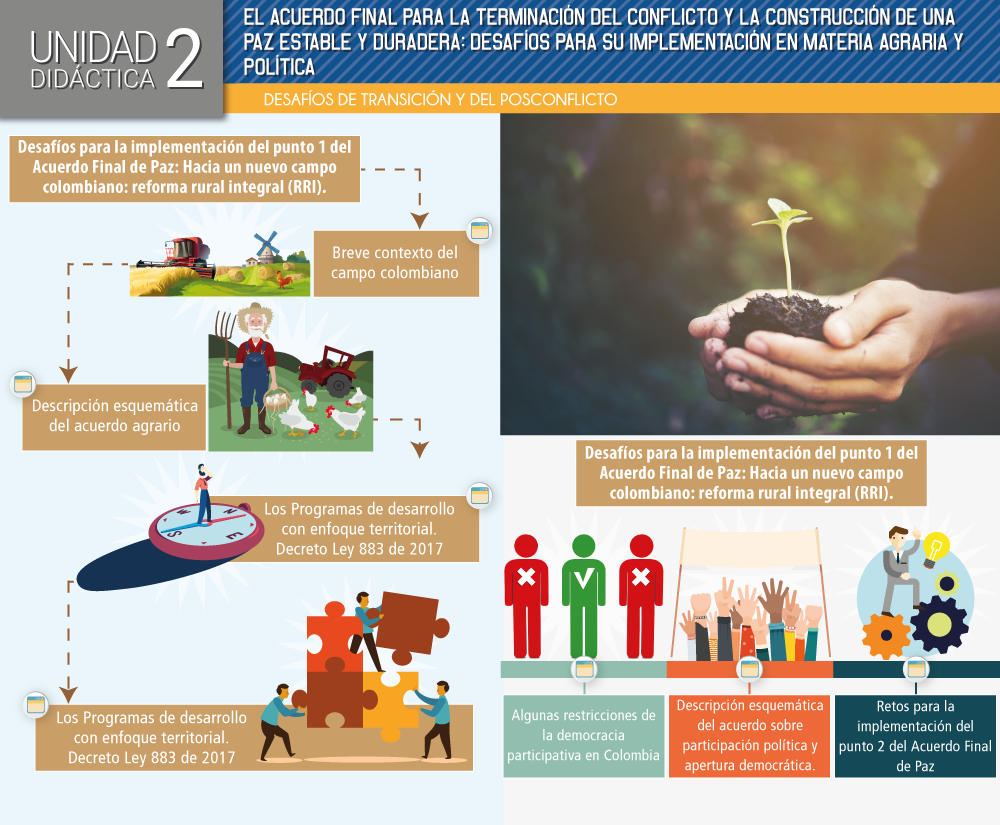 UNIDAD
DIDÁCTICA 2
EL ACUERDO FINAL PARA LA TERMINACIÓN DEL CONFLICTO Y LA CONSTRUCCIÓN DE UNA
PAZ ESTABLE Y DURADERA: DESAFÍOS PARA SU IMPLEMENTACIÓN EN MATERIA AGRARIA Y
POLÍTICA
DESAFÍOS DE TRANSICIÓN Y DEL POSCONFLICTO
Desafíos para la implementación del punto 1 del
Acuerdo Final de Paz: Hacia un nuevo campo
colombiano: reforma rural integral (RRI).
Breve contexto del
campo colombiano
Descripción esquemática
del acuerdo agrario
N
E
S
W
Los Programas de desarrollo
con enfoque territorial.
Decreto Ley 883 de 2017
Los Programas de desarrollo
con enfoque territorial.
Decreto Ley 883 de 2017
Desafíos para la implementación del punto 1 del
Acuerdo Final de Paz: Hacia un nuevo campo
colombiano: reforma rural integral (RRI).
Algunas restricciones de
la democracia
participativa en Colombia
Descripción esquemática
del acuerdo sobre
participación política y
apertura democrática.
Retos para la
implementación del
punto 2 del Acuerdo Final
de Paz